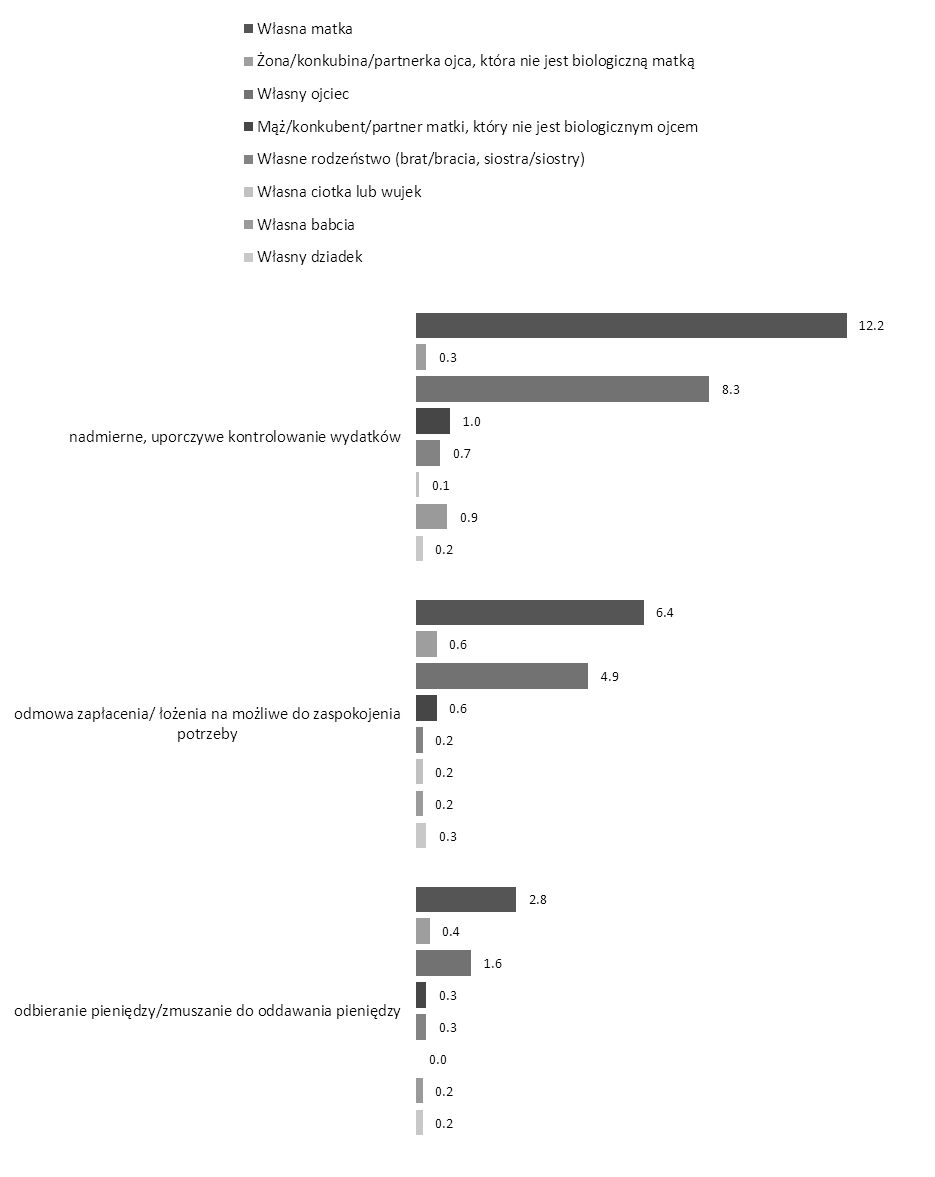 Własna matka
Żona/konkubina/partnerka ojca, która nie jest biologiczną matką
Własny ojciec
Mąż/konkubent/partner matki, który nie jest biologicznym ojcem
Własne rodzeństwo (brat/bracia, siostra/siostry)
Własna ciotka lub wujek
Własna babcia
Własny dziadek
12.2
0.3
8.3
1.0
nadmierne, uporczywe kontrolowanie wydatków
0.7
0.1
0.9
0.2
6.4
0.6
4.9
0.6
odmowa zapłacenia/ łożenia na możliwe do zaspokojenia
potrzeby
0.2
0.2
0.2
0.3
2.8
0.4
1.6
0.3
odbieranie pieniędzy/zmuszanie do oddawania pieniędzy
0.3
0.0
0.2
0.2